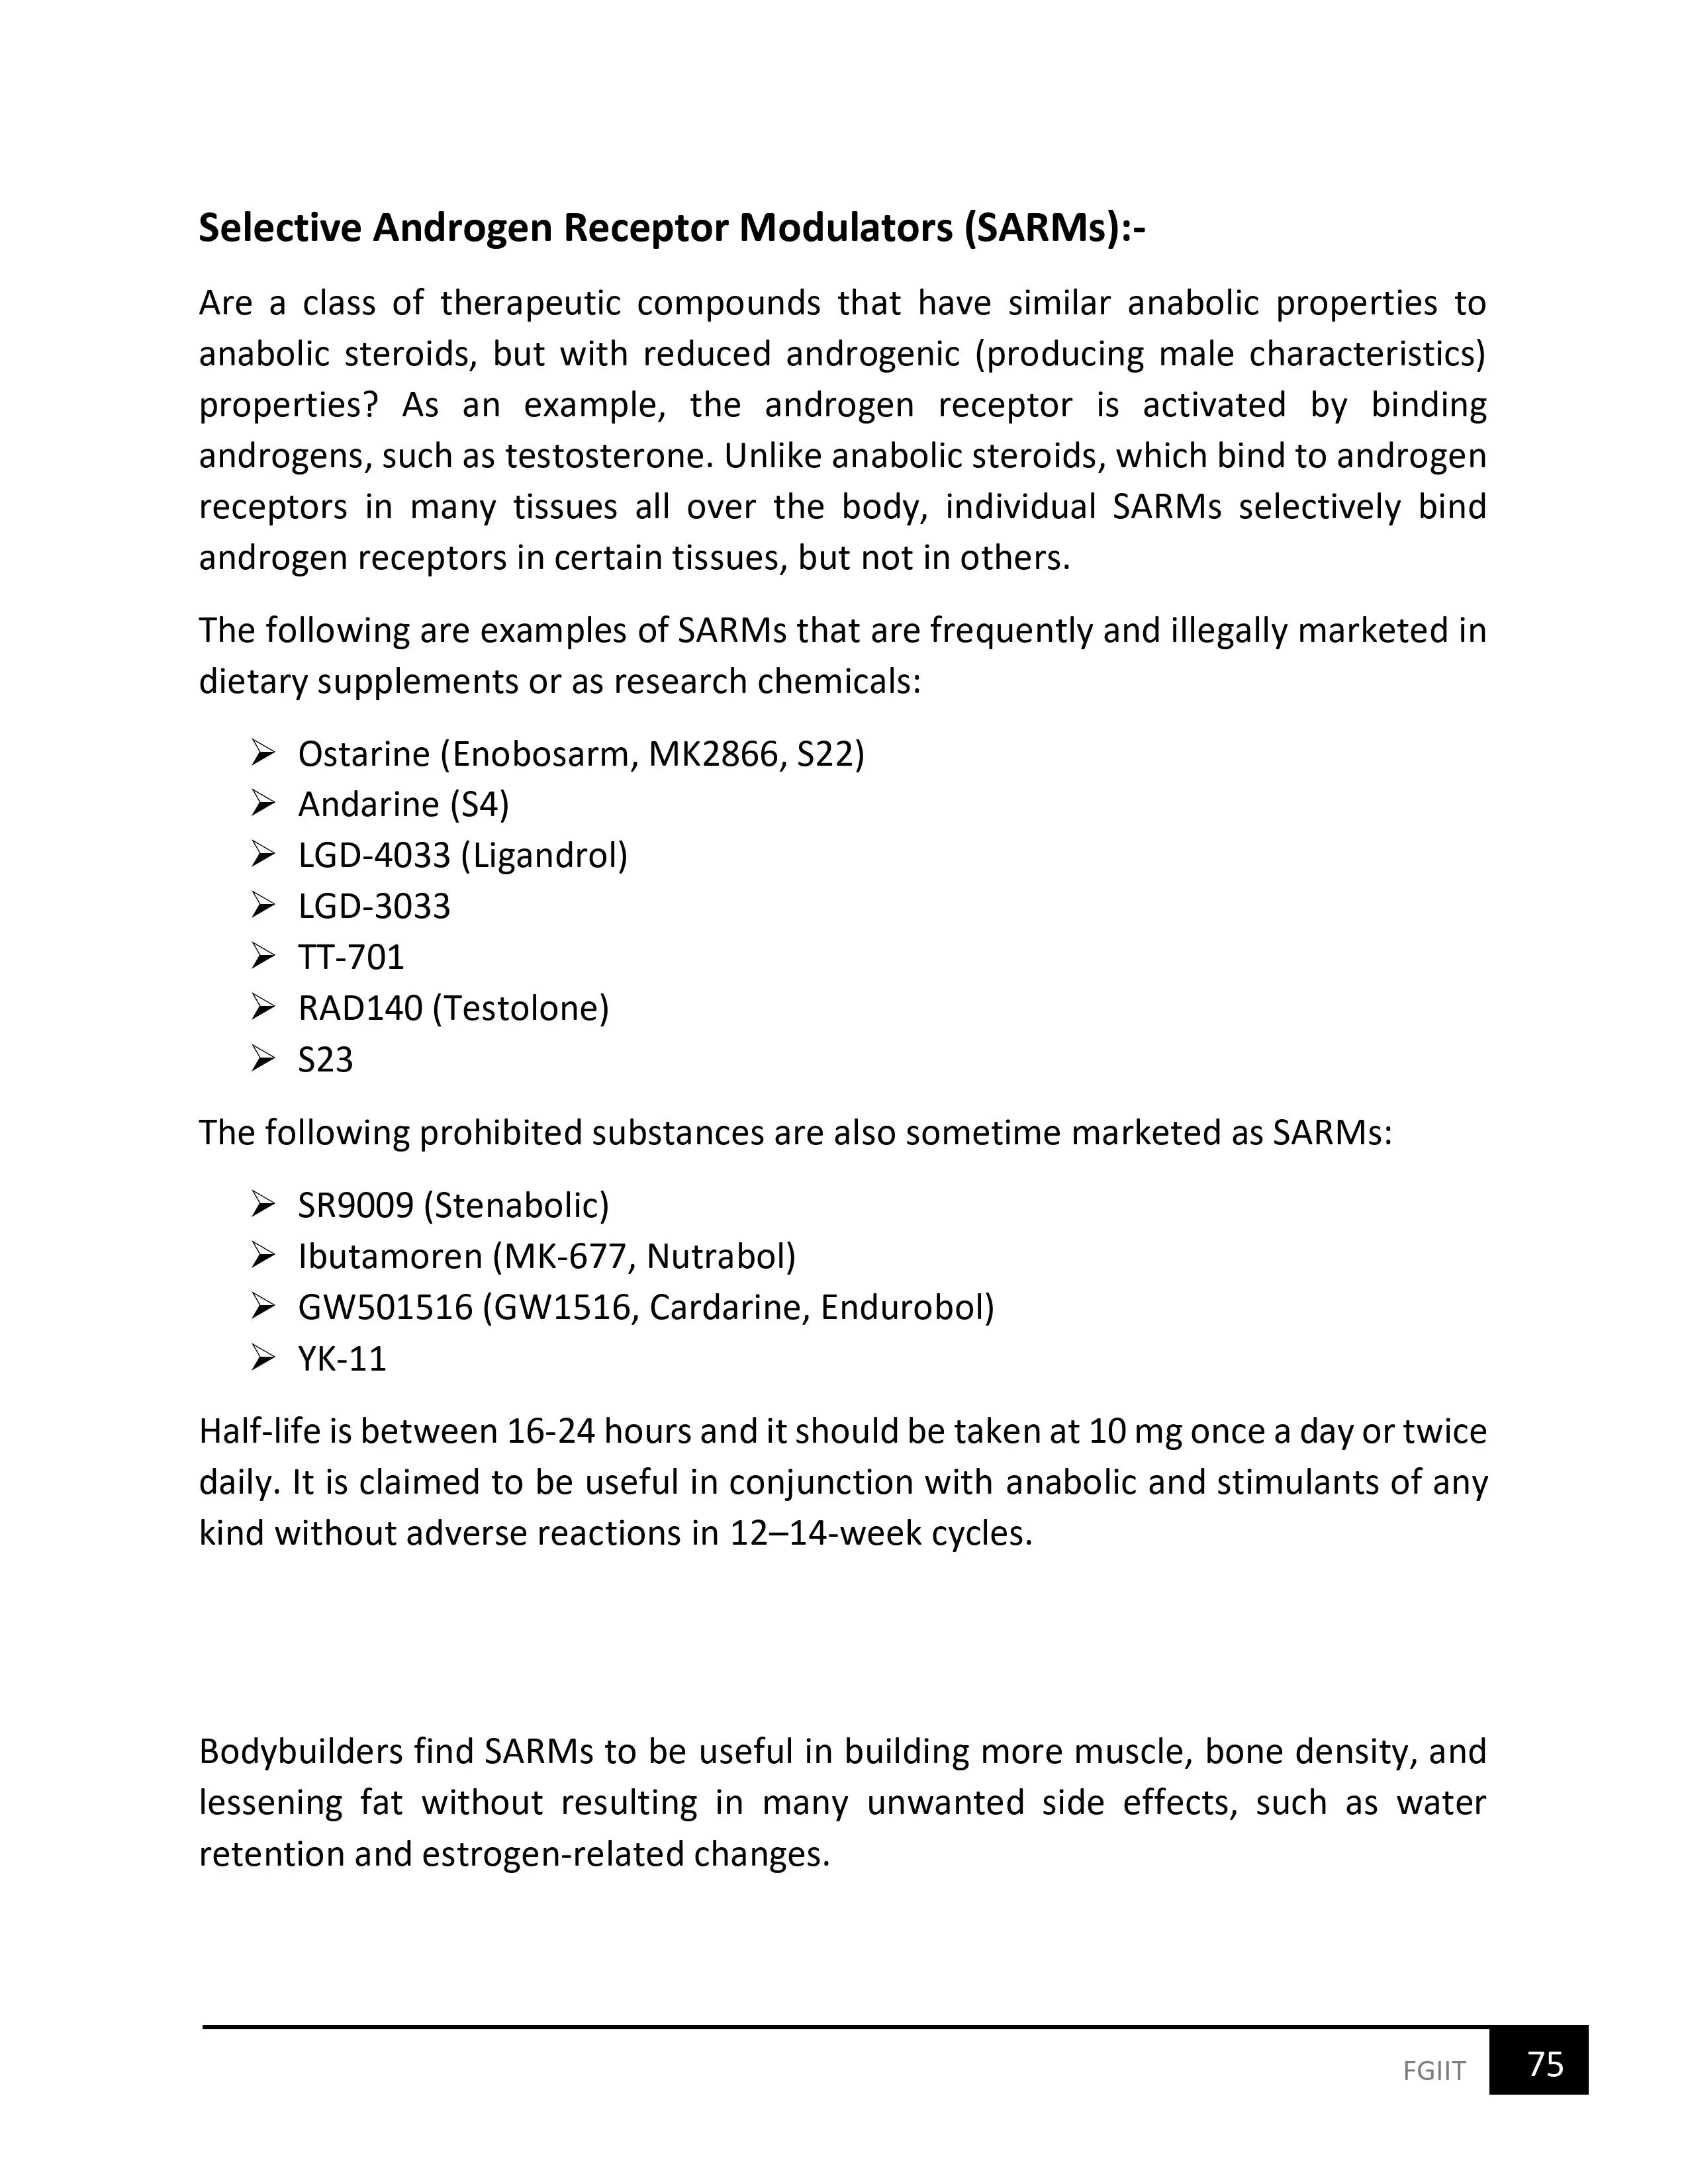 Selective Androgen Receptor Modulators (SARMs):-
Are a class of therapeutic compounds that have similar anabolic properties to
anabolic steroids, but with reduced androgenic (producing male characteristics)
properties? As an example, the androgen receptor is activated by binding
androgens, such as testosterone. Unlike anabolic steroids, which bind to androgen
receptors in many tissues all over the body, individual SARMs selectively bind
androgen receptors in certain tissues, but not in others.
The following are examples of SARMs that are frequently and illegally marketed in
dietary supplements or as research chemicals:
➢ Ostarine (Enobosarm, MK2866, S22)
➢ Andarine (S4)
➢ LGD-4033 (Ligandrol)
➢ LGD-3033
➢ TT-701
➢ RAD140 (Testolone)
➢ S23
The following prohibited substances are also sometime marketed as SARMs:
➢ SR9009 (Stenabolic)
➢ Ibutamoren (MK-677, Nutrabol)
➢ GW501516 (GW1516, Cardarine, Endurobol)
➢ YK-11
Half-life is between 16-24 hours and it should be taken at 10 mg once a day or twice
daily. It is claimed to be useful in conjunction with anabolic and stimulants of any
kind without adverse reactions in 12–14-week cycles.
Bodybuilders find SARMs to be useful in building more muscle, bone density, and
lessening fat without resulting in many unwanted side effects, such as water
retention and estrogen-related changes.
FGIIT 75